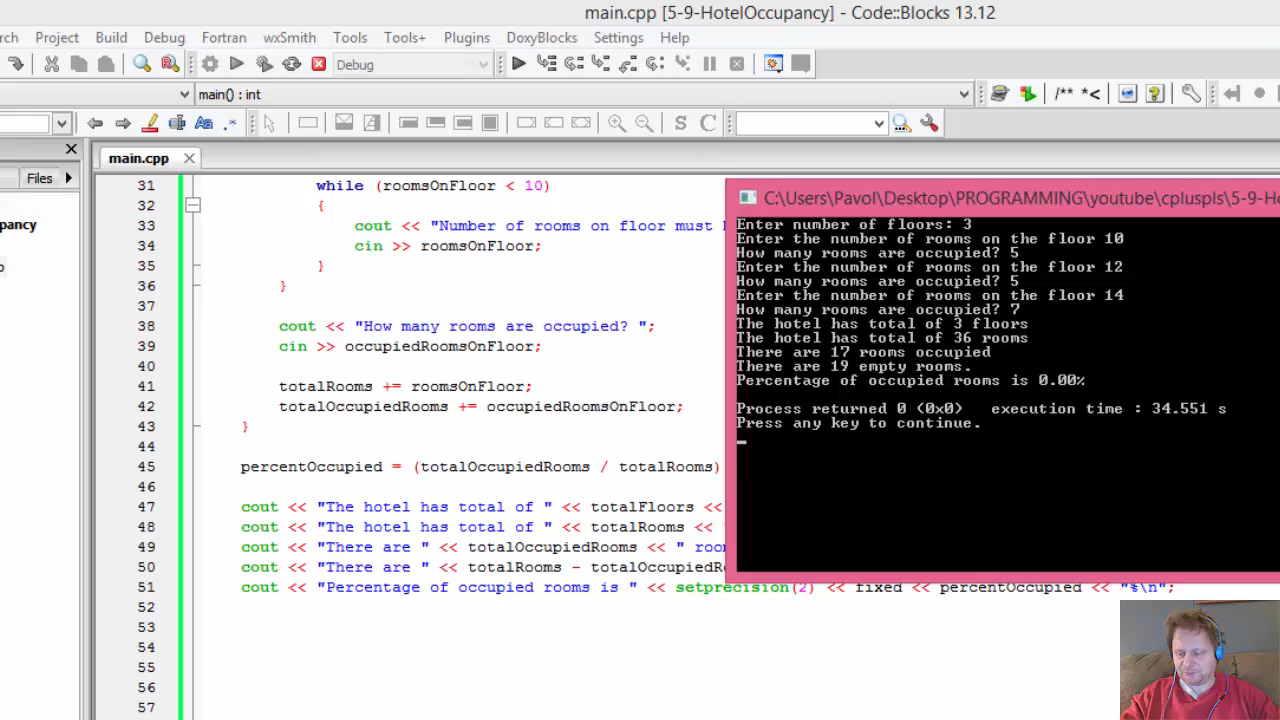 main.cpp [5-9-HotelOccupancy] - Code::Blocks 13.12
rch Project Build Debug Fortran wxSmith Tools Tools+ Plugins DoxyBlocks Settings Help
Debug
main() : int
/** *<
Aa .* S C
Files
main.cpp
pancy
31 while (roomsOnFloor < 10)
32 {
33 cout << "Number of rooms on floor must
34 cin >> roomsOnFloor;
35 }
36 }
37
38 cout << "How many rooms are occupied? ";
39 cin >> occupiedRoomsOnFloor;
40
41 totalRooms += roomsOnFloor;
42 totalOccupiedRooms += occupiedRoomsOnFloor;
43 }
44
45 percentOccupied = (totalOccupiedRooms / totalRooms)
46
47 cout << "The hotel has total of " << totalFloors <<
48 cout << "The hotel has total of " << totalRooms << "
49 cout << "There are " << totalOccupiedRooms << " roo
50 cout << "There are " << totalRooms - totalOccupiedRo
51 cout << "Percentage of occupied rooms is " << setprecision(2) << fixed << percentOccupied << "%\n";
52
53
54
55
56
57
C:\Users\Pavol\Desktop\PROGRAMMING\youtube\cpluspls\5-9-H
Enter number of floors: 3
Enter the number of rooms on the floor 10
How many rooms are occupied? 5
Enter the number of rooms on the floor 12
How many rooms are occupied? 5
Enter the number of rooms on the floor 14
How many rooms are occupied? 7
The hotel has total of 3 floors
The hotel has total of 36 rooms
There are 17 rooms occupied
There are 19 empty rooms.
Percentage of occupied rooms is 0.00%
Process returned 0 (0x0) execution time : 34.551 s
Press any key to continue.